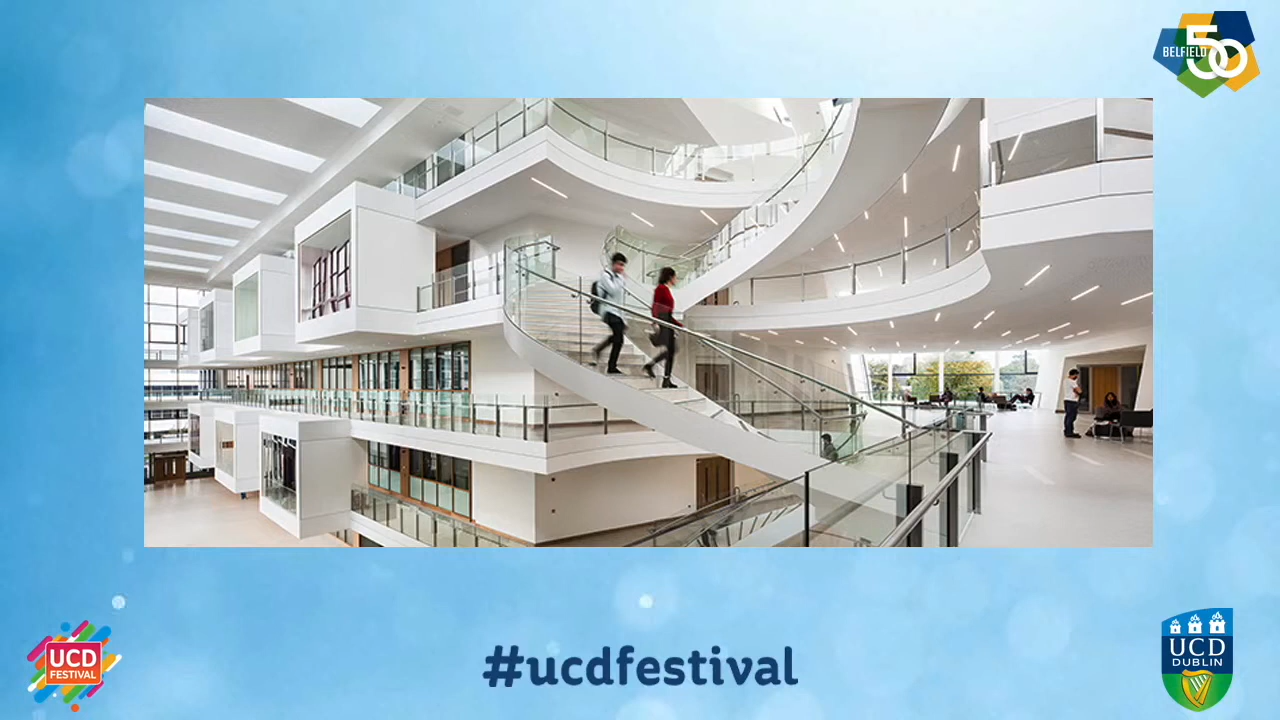 BELFIELD 50
UCD
FESTIVAL
#ucdfestival
UCD
DUBLIN